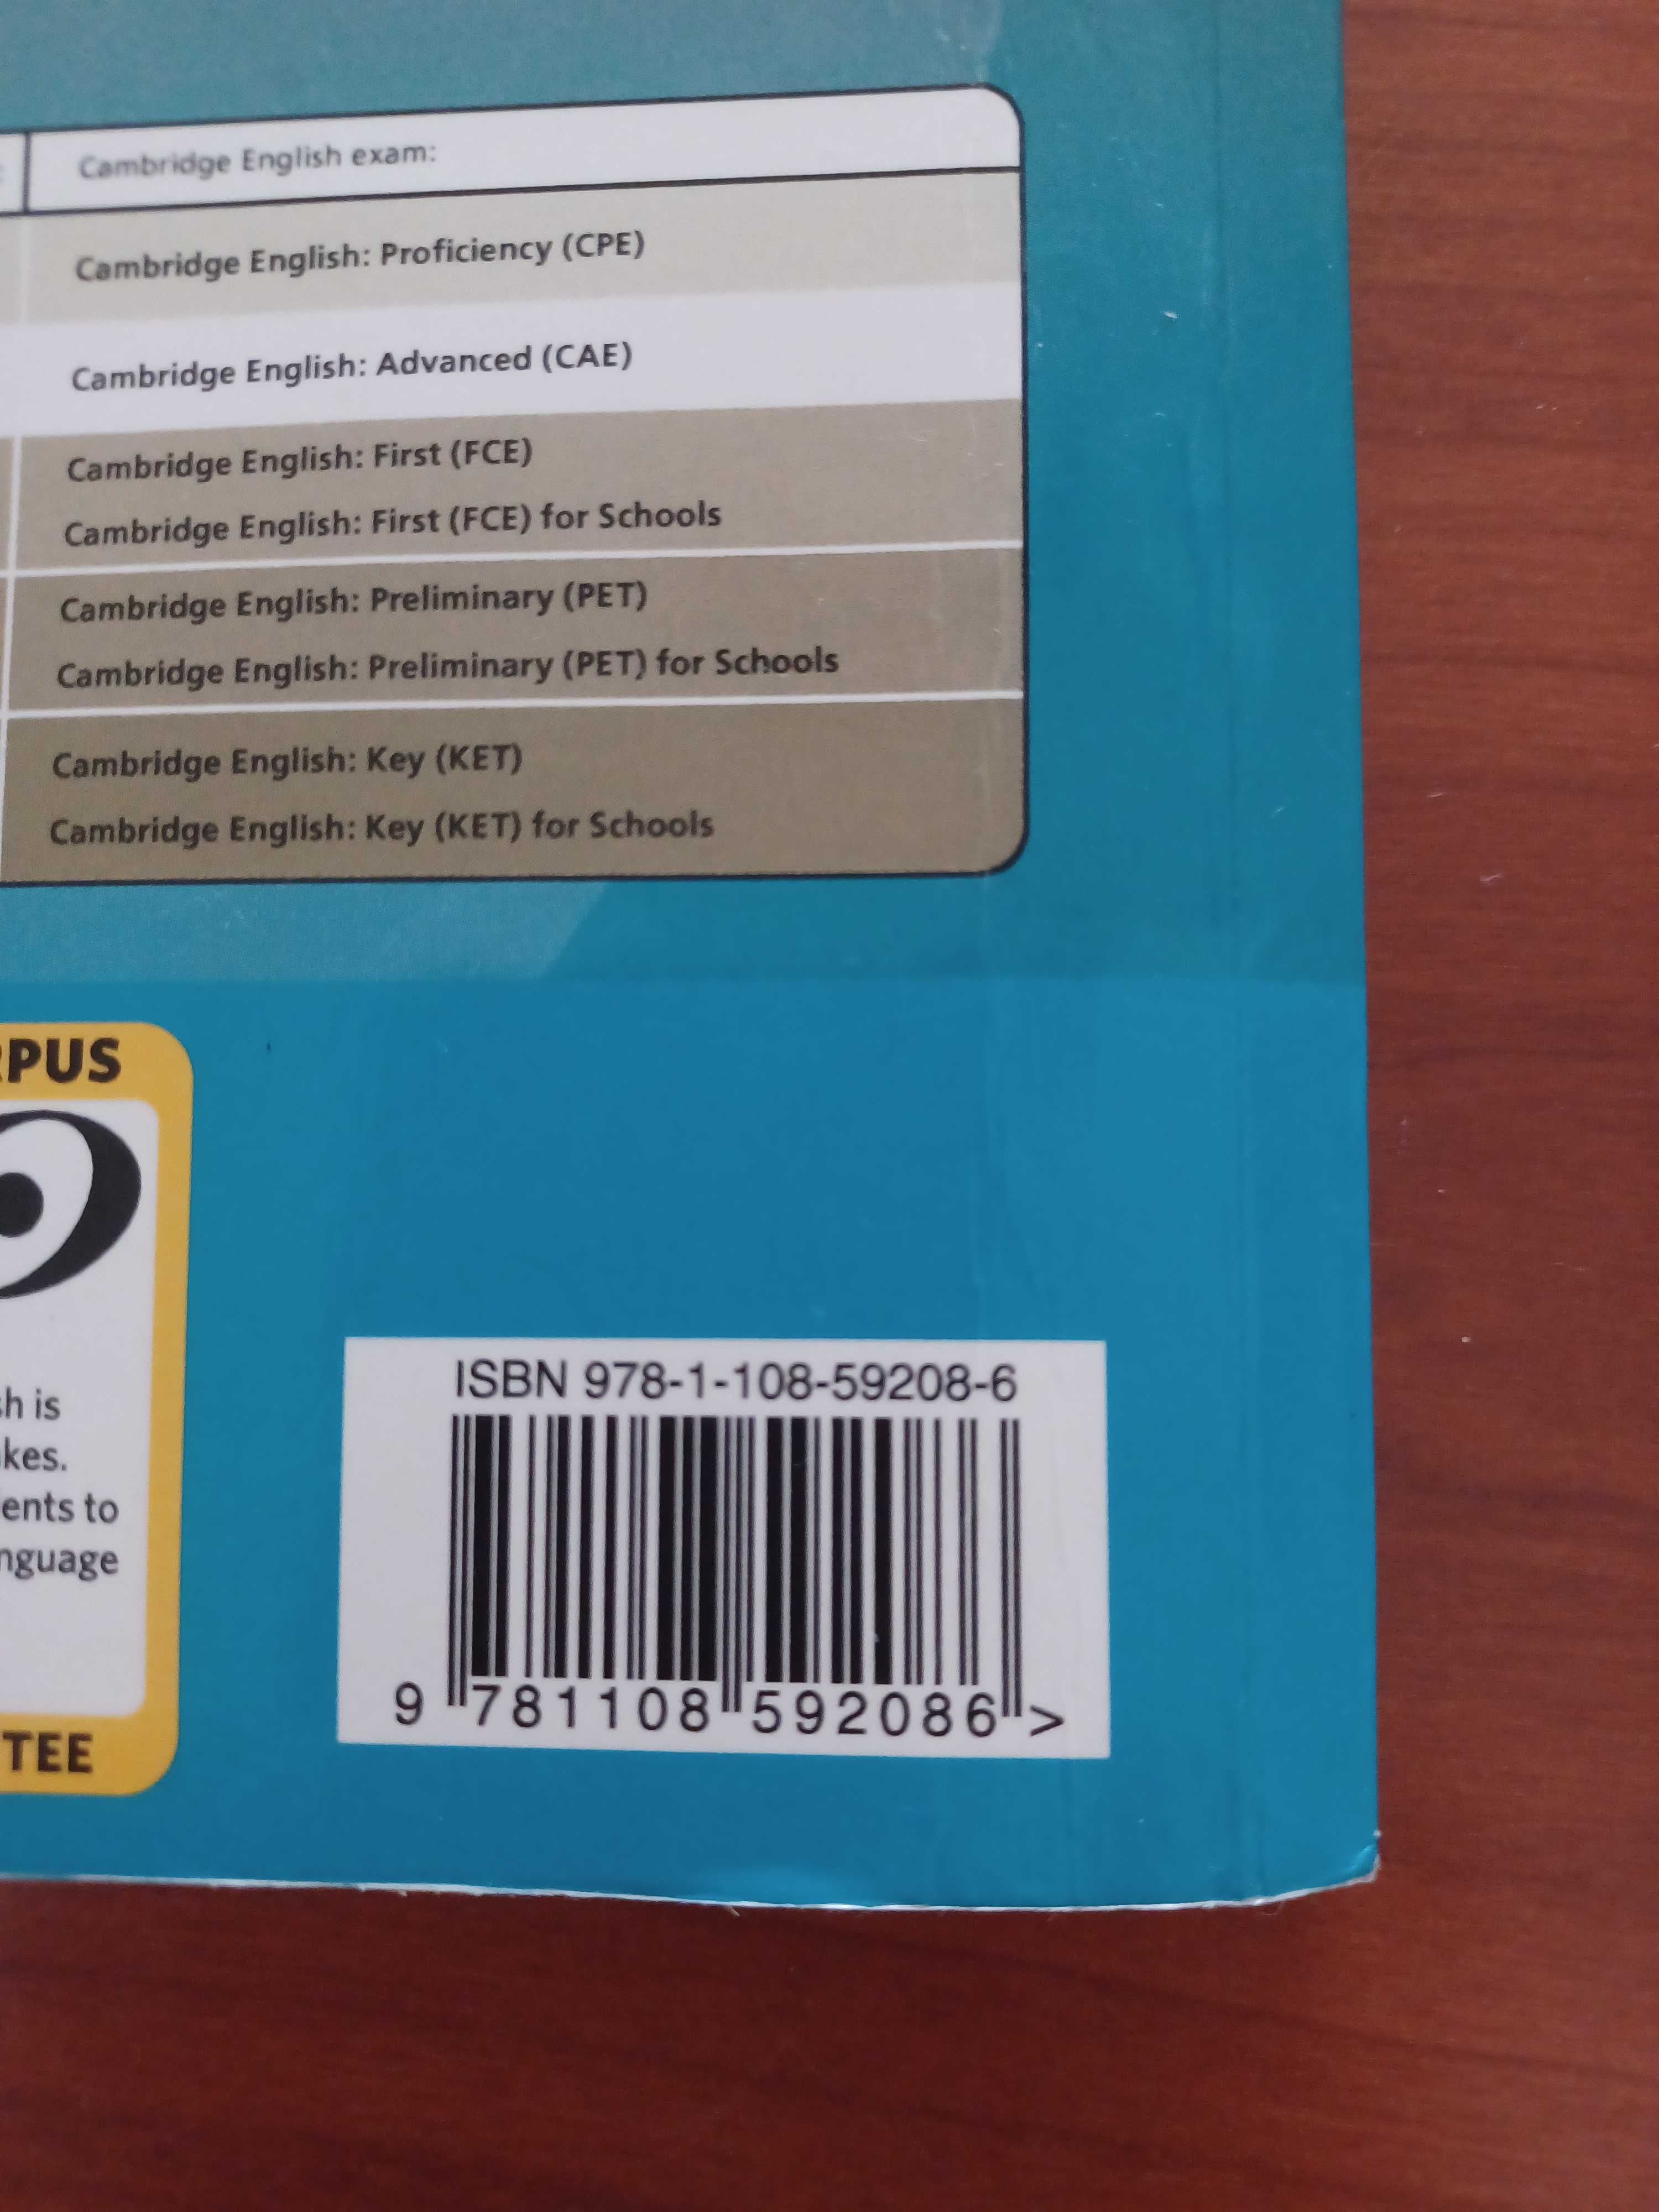 Cambridge English exam:
Cambridge English: Proficiency (CPE)
Cambridge English: Advanced (CAE)
Cambridge English: First (FCE)
Cambridge English: First (FCE) for Schools
Cambridge English: Preliminary (PET)
Cambridge English: Preliminary (PET) for Schools
Cambridge English: Key (KET)
Cambridge English: Key (KET) for Schools
RPUS
sh is
akes.
ents to
nguage
TEE
ISBN 978-1-108-59208-6
9 781108 592086 >